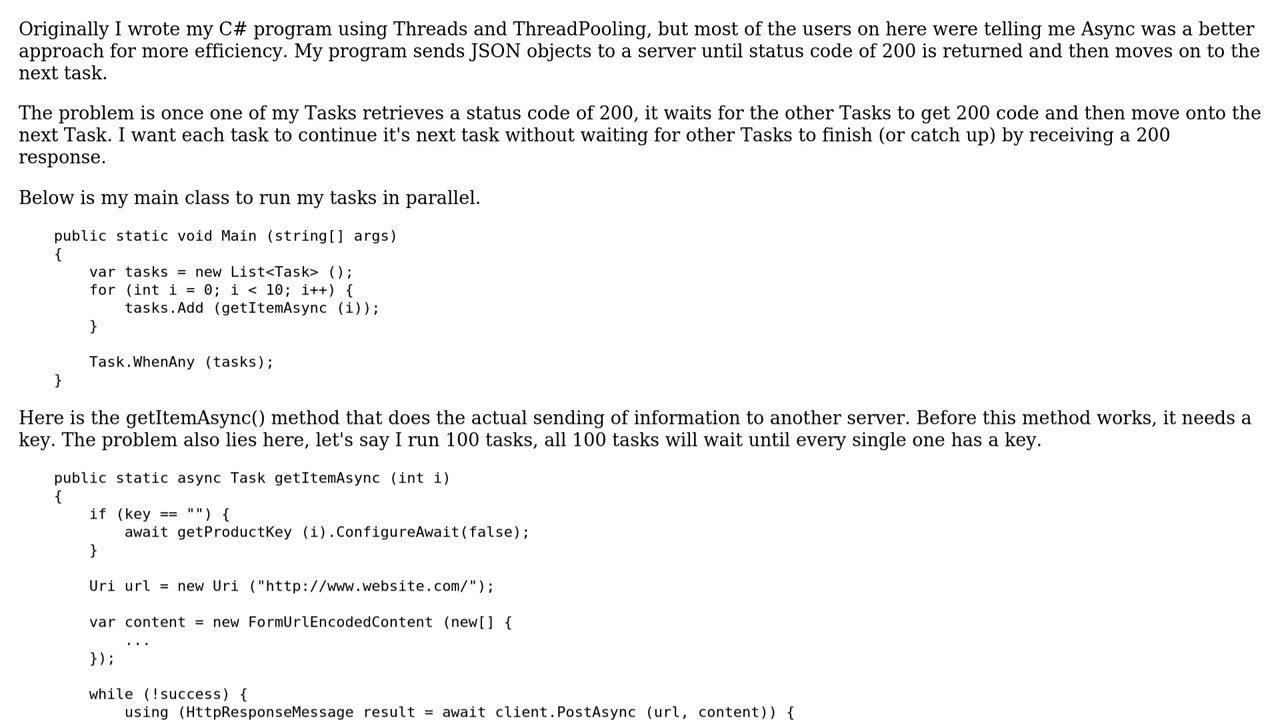 Originally I wrote my C# program using Threads and ThreadPooling, but most of the users on here were telling me Async was a better
approach for more efficiency. My program sends JSON objects to a server until status code of 200 is returned and then moves on to the
next task.
The problem is once one of my Tasks retrieves a status code of 200, it waits for the other Tasks to get 200 code and then move onto the
next Task. I want each task to continue it's next task without waiting for other Tasks to finish (or catch up) by receiving a 200
response.
Below is my main class to run my tasks in parallel.
public static void Main (string[] args)
{
    var tasks = new List<Task> ();
    for (int i = 0; i < 10; i++) {
        tasks.Add (getItemAsync (i));
    }
    Task.WhenAny (tasks);
}
Here is the getItemAsync() method that does the actual sending of information to another server. Before this method works, it needs a
key. The problem also lies here, let's say I run 100 tasks, all 100 tasks will wait until every single one has a key.
public static async Task getItemAsync (int i)
{
    if (key == "") {
        await getProductKey (i).ConfigureAwait(false);
    }
    Uri url = new Uri ("http://www.website.com/");
    var content = new FormUrlEncodedContent (new[] {
        ...
    });
    while (!success) {
        using (HttpResponseMessage result = await client.PostAsync (url, content)) {